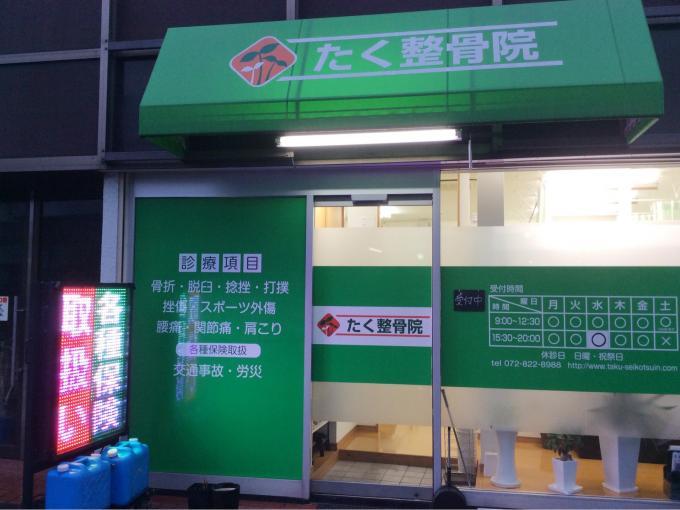 たく整骨院
診療項目
骨折・脱臼・捻挫・打撲
挫傷・スポーツ外傷
腰痛・関節痛・肩こり
各種保険取扱
交通事故・労災
たく整骨院
受付中
受付時間
時間 曜日 月 火 水 木 金 土
9:00~12:30 〇 〇 〇 〇 〇 〇
15:30~20:00 〇 〇 〇 〇 〇 ×
休診日 日曜・祝祭日
tel 072-822-8988 http://www.taku-seikotsuin.com
各種保険
取扱い